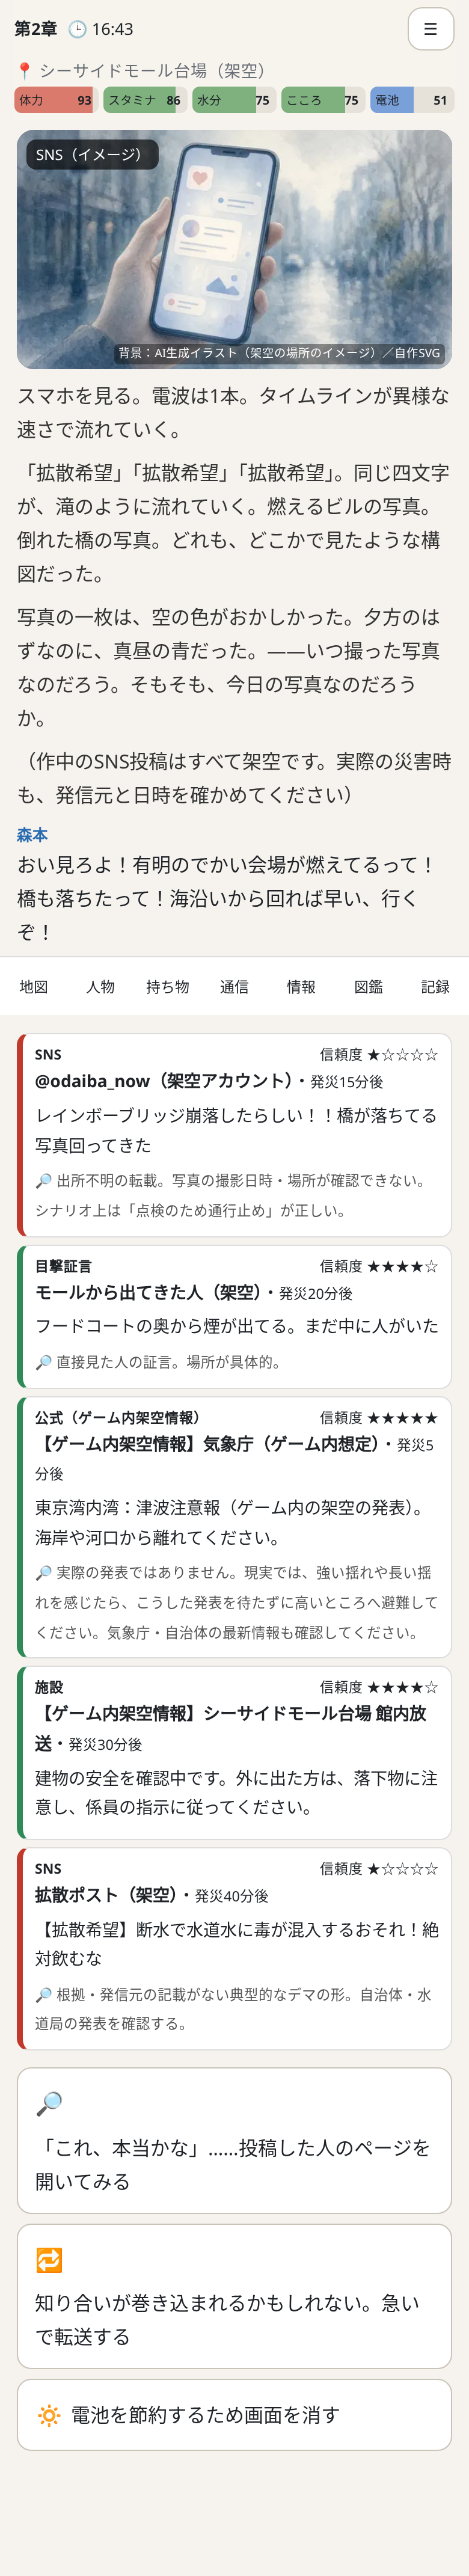 第2章 🕒 16:43
☰
📍 シーサイドモール台場（架空）
体力 93 スタミナ 86 水分 75 こころ 75 電池 51
SNS（イメージ）
背景：AI生成イラスト（架空の場所のイメージ）／自作SVG
スマホを見る。電波は1本。タイムラインが異様な
速さで流れていく。
「拡散希望」「拡散希望」「拡散希望」。同じ四文字
が、滝のように流れていく。燃えるビルの写真。
倒れた橋の写真。どれも、どこかで見たような構
図だった。
写真の一枚は、空の色がおかしかった。夕方のは
ずなのに、真昼の青だった。——いつ撮った写真
なのだろう。そもそも、今日の写真なのだろう
か。
（作中のSNS投稿はすべて架空です。実際の災害時
も、発信元と日時を確かめてください）
森本
おい見ろよ！有明のでかい会場が燃えてるって！
橋も落ちたって！海沿いから回れば早い、行く
ぞ！
地図 人物 持ち物 通信 情報 図鑑 記録
SNS 信頼度 ★☆☆☆☆
@odaiba_now（架空アカウント）・発災15分後
レインボーブリッジ崩落したらしい！！橋が落ちてる
写真回ってきた
🔎 出所不明の転載。写真の撮影日時・場所が確認できない。
シナリオ上は「点検のため通行止め」が正しい。
目撃証言 信頼度 ★★★★☆
モールから出てきた人（架空）・発災20分後
フードコートの奥から煙が出てる。まだ中に人がいた
🔎 直接見た人の証言。場所が具体的。
公式（ゲーム内架空情報） 信頼度 ★★★★★
【ゲーム内架空情報】気象庁（ゲーム内想定）・発災5
分後
東京湾内湾：津波注意報（ゲーム内の架空の発表）。
海岸や河口から離れてください。
🔎 実際の発表ではありません。現実では、強い揺れや長い揺
れを感じたら、こうした発表を待たずに高いところへ避難して
ください。気象庁・自治体の最新情報も確認してください。
施設 信頼度 ★★★★☆
【ゲーム内架空情報】シーサイドモール台場 館内放
送・発災30分後
建物の安全を確認中です。外に出た方は、落下物に注
意し、係員の指示に従ってください。
SNS 信頼度 ★☆☆☆☆
拡散ポスト（架空）・発災40分後
【拡散希望】断水で水道水に毒が混入するおそれ！絶
対飲むな
🔎 根拠・発信元の記載がない典型的なデマの形。自治体・水
道局の発表を確認する。
🔎
「これ、本当かな」……投稿した人のページを
開いてみる
🔁
知り合いが巻き込まれるかもしれない。急い
で転送する
🔅 電池を節約するため画面を消す